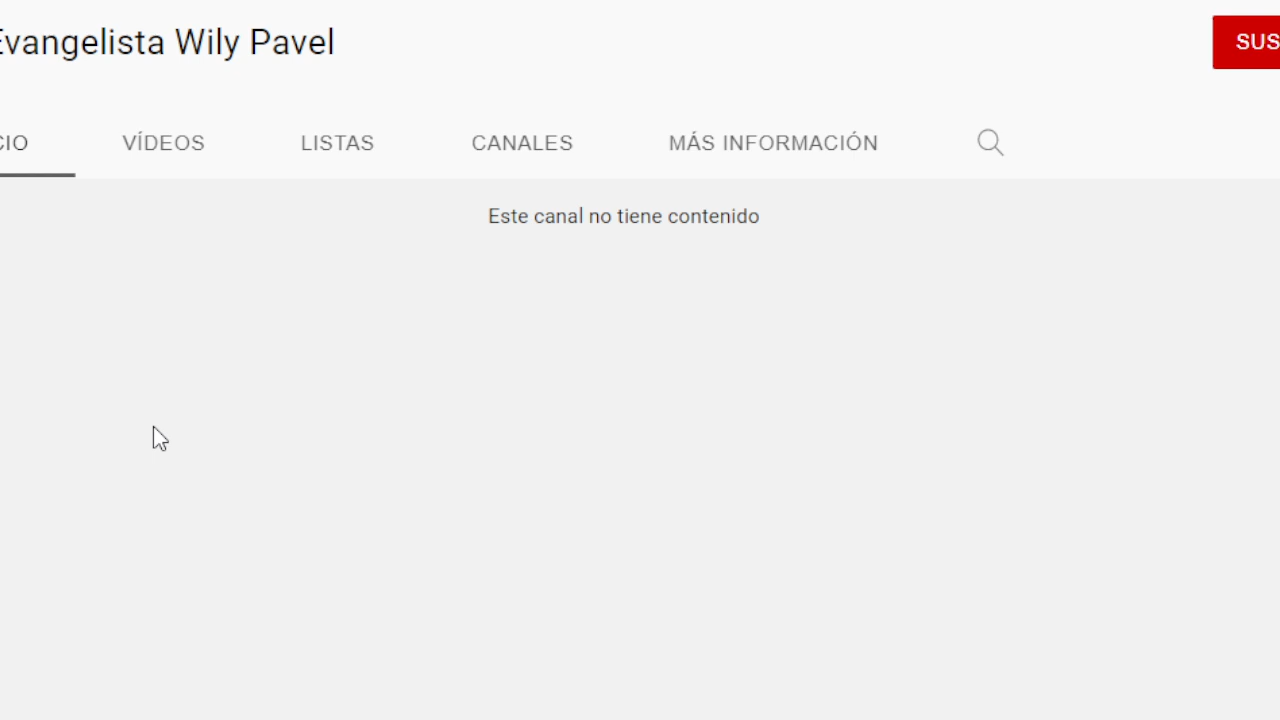 Evangelista Wily Pavel
SUS
CIO
VÍDEOS
LISTAS
CANALES
MÁS INFORMACIÓN
Este canal no tiene contenido